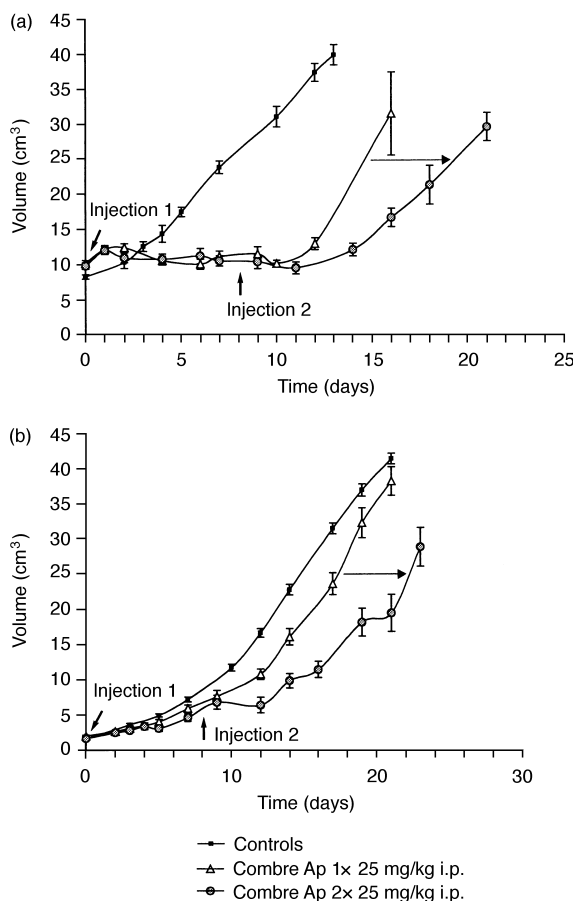 (a)
45
40
35
30
25
20
15
10
5
0
Volume (cm³)
Injection 1
Injection 2
0 5 10 15 20 25
Time (days)
(b)
45
40
35
30
25
20
15
10
5
0
Volume (cm³)
Injection 1
Injection 2
0 10 20 30
Time (days)
Controls
Combre Ap 1× 25 mg/kg i.p.
Combre Ap 2× 25 mg/kg i.p.